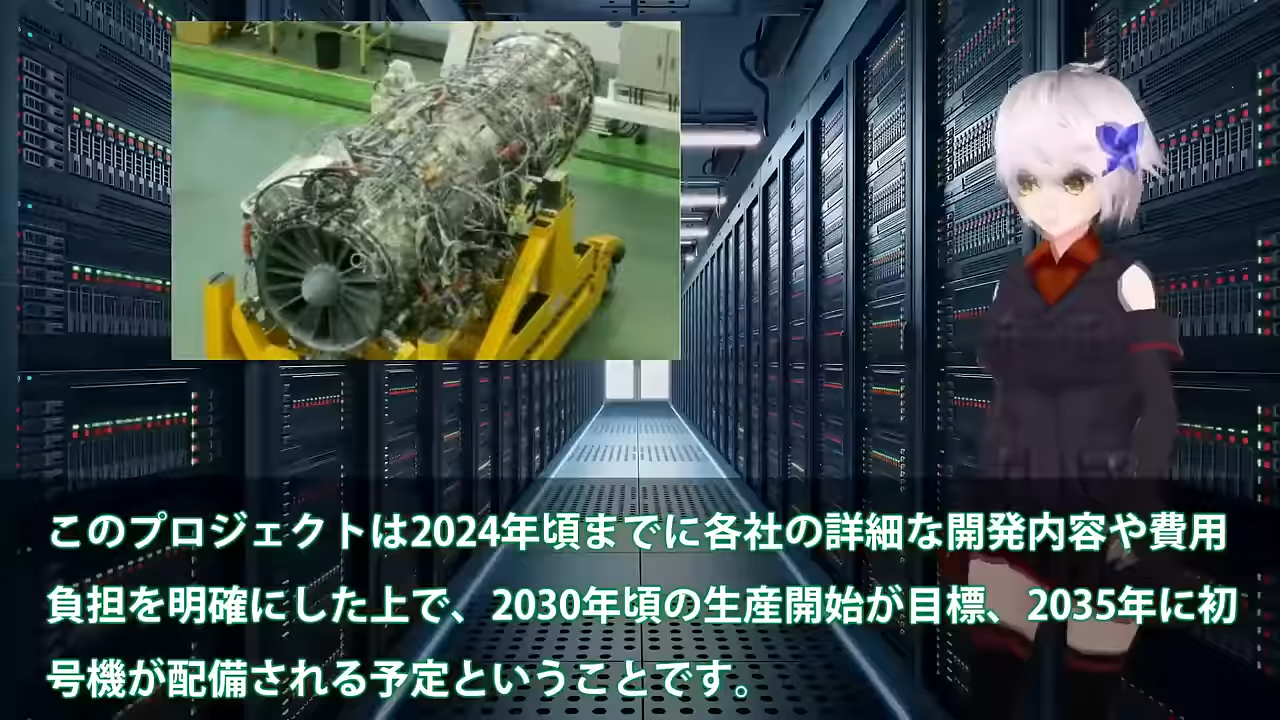 このプロジェクトは2024年頃までに各社の詳細な開発内容や費用
負担を明確にした上で、2030年頃の生産開始が目標、2035年に初
号機が配備される予定ということです。